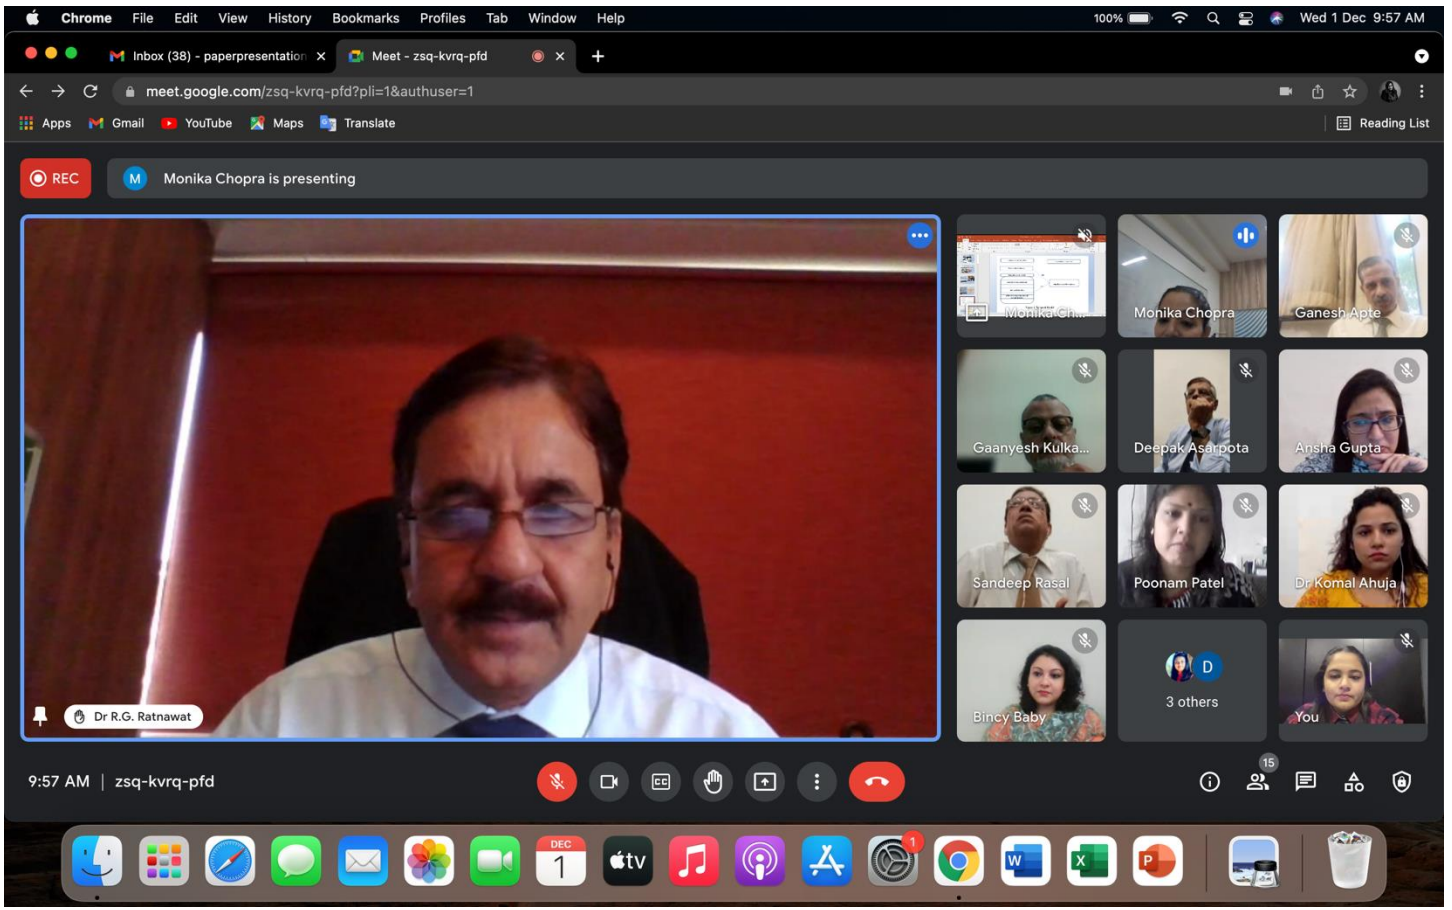 Chrome File Edit View History Bookmarks Profiles Tab Window Help 100% Wed 1 Dec 9:57 AM
Inbox (38) - paperpresentation Meet - zsq-kvrq-pfd
meet.google.com/zsq-kvrq-pfd?pli=1&authuser=1
Apps Gmail YouTube Maps Translate Reading List
REC M Monika Chopra is presenting
Monika Ch... Monika Chopra Ganesh Apte
Gaanyesh Kulka... Deepak Asarpota Ansha Gupta
Sandeep Rasal Poonam Patel Dr Komal Ahuja
D
3 others
Bincy Baby You
Dr R.G. Ratnawat
9:57 AM | zsq-kvrq-pfd CC 15
DEC
1
tv
1
W
X
P